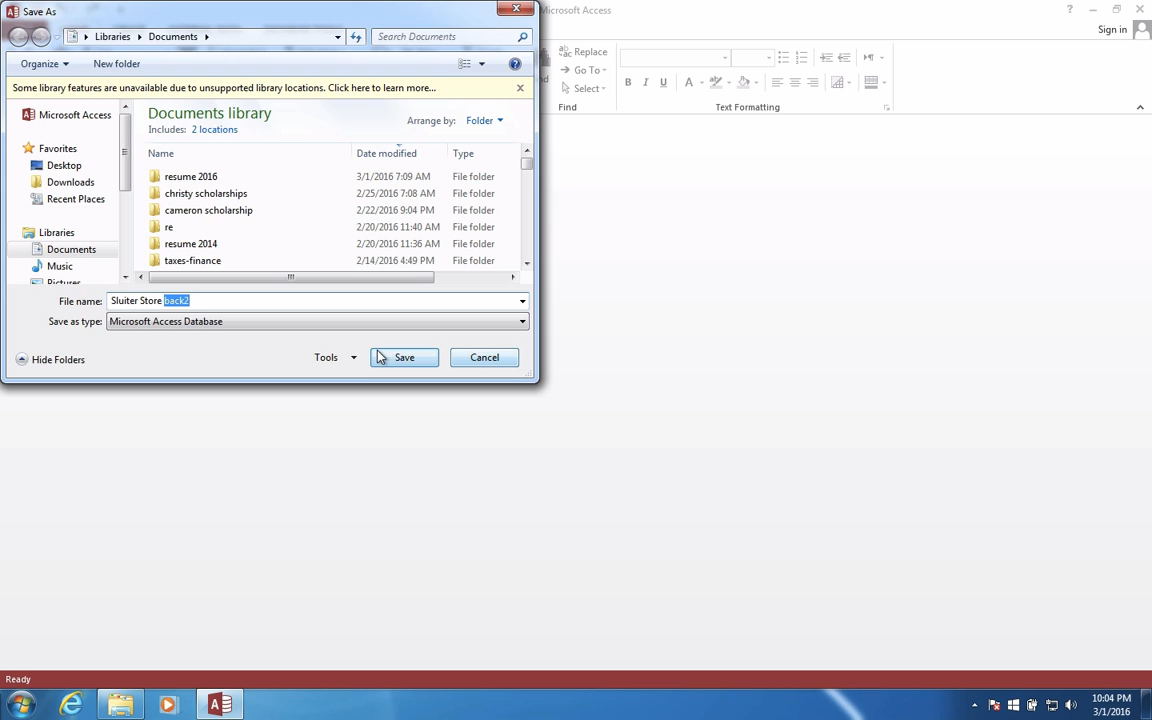 Save As
Microsoft Access
Sign in
Libraries
Documents
Search Documents
Organize
New folder
Replace
Go To
Select
Find
Text Formatting
B I U
A
Some library features are unavailable due to unsupported library locations. Click here to learn more...
Microsoft Access
Favorites
Desktop
Downloads
Recent Places
Libraries
Documents
Music
Documents library
Includes: 2 locations
Arrange by: Folder
Name Date modified Type
resume 2016 3/1/2016 7:09 AM File folder
christy scholarships 2/25/2016 7:08 AM File folder
cameron scholarship 2/22/2016 9:04 PM File folder
re 2/20/2016 11:40 AM File folder
resume 2014 2/20/2016 11:36 AM File folder
taxes-finance 2/14/2016 4:49 PM File folder
File name: Sluiter Store back2
Save as type: Microsoft Access Database
Hide Folders
Tools
Save
Cancel
Ready
10:04 PM
3/1/2016